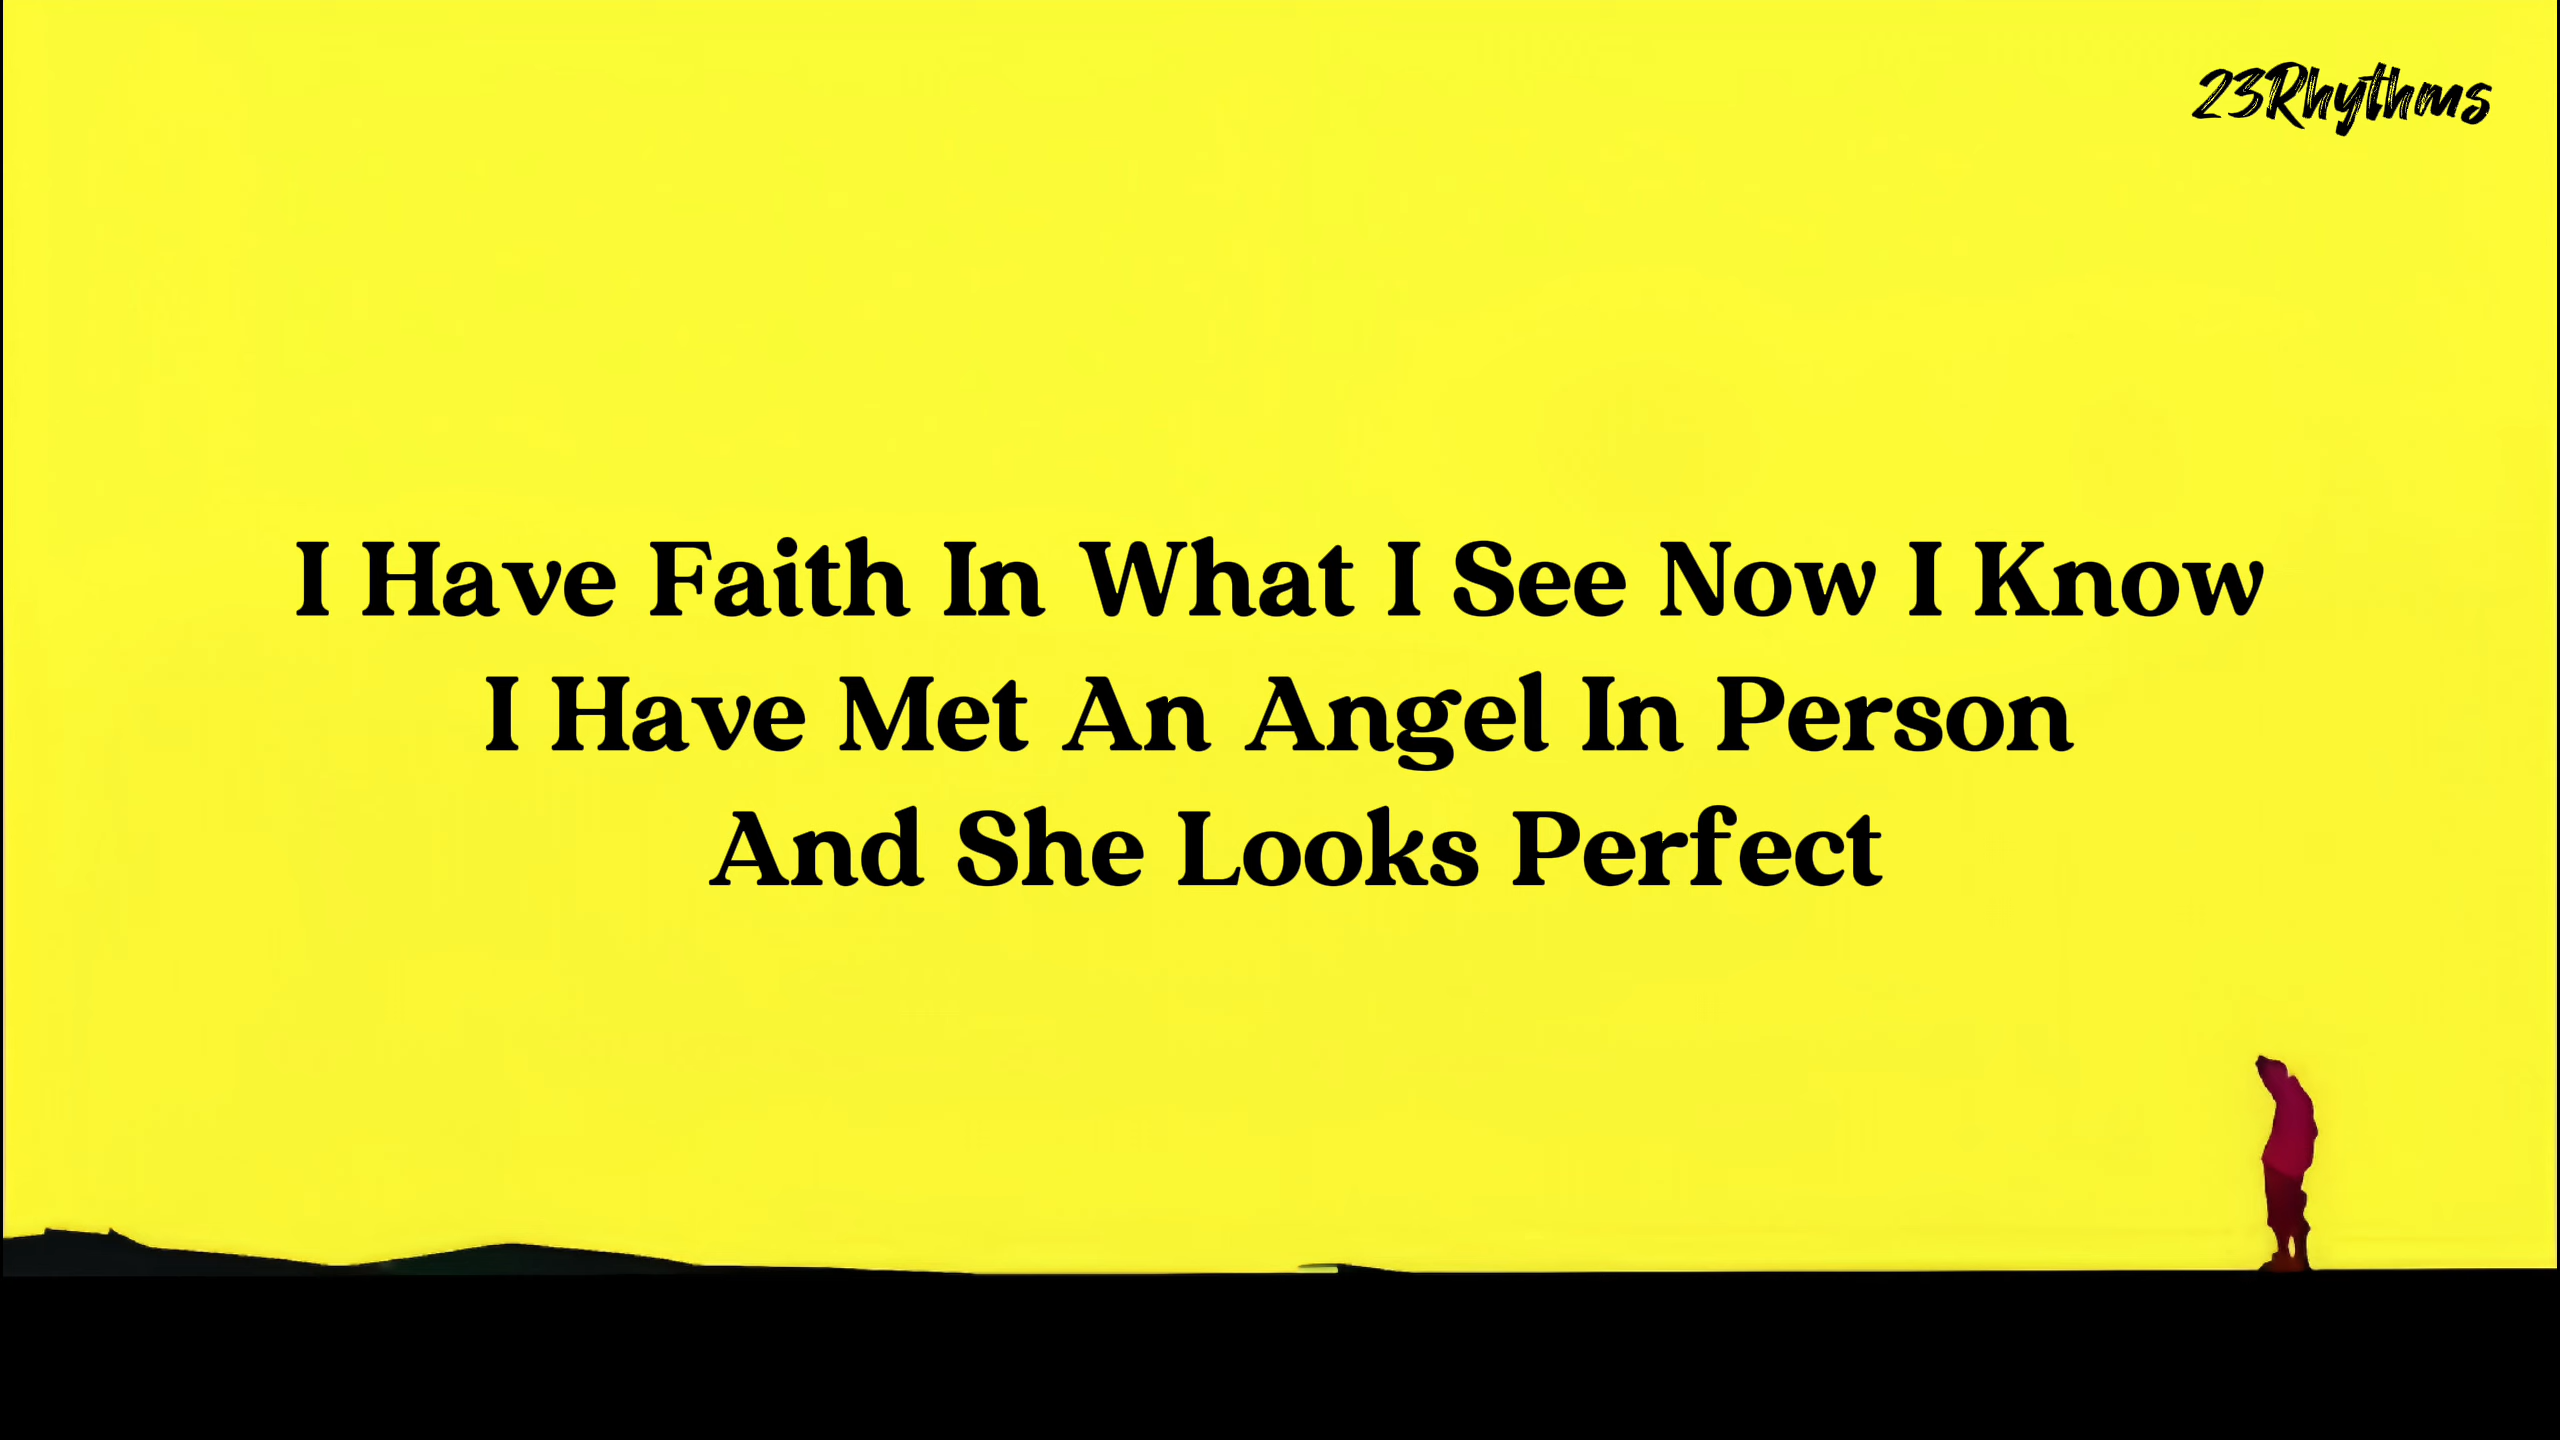 23Rhythms
I Have Faith In What I See Now I Know
I Have Met An Angel In Person
And She Looks Perfect